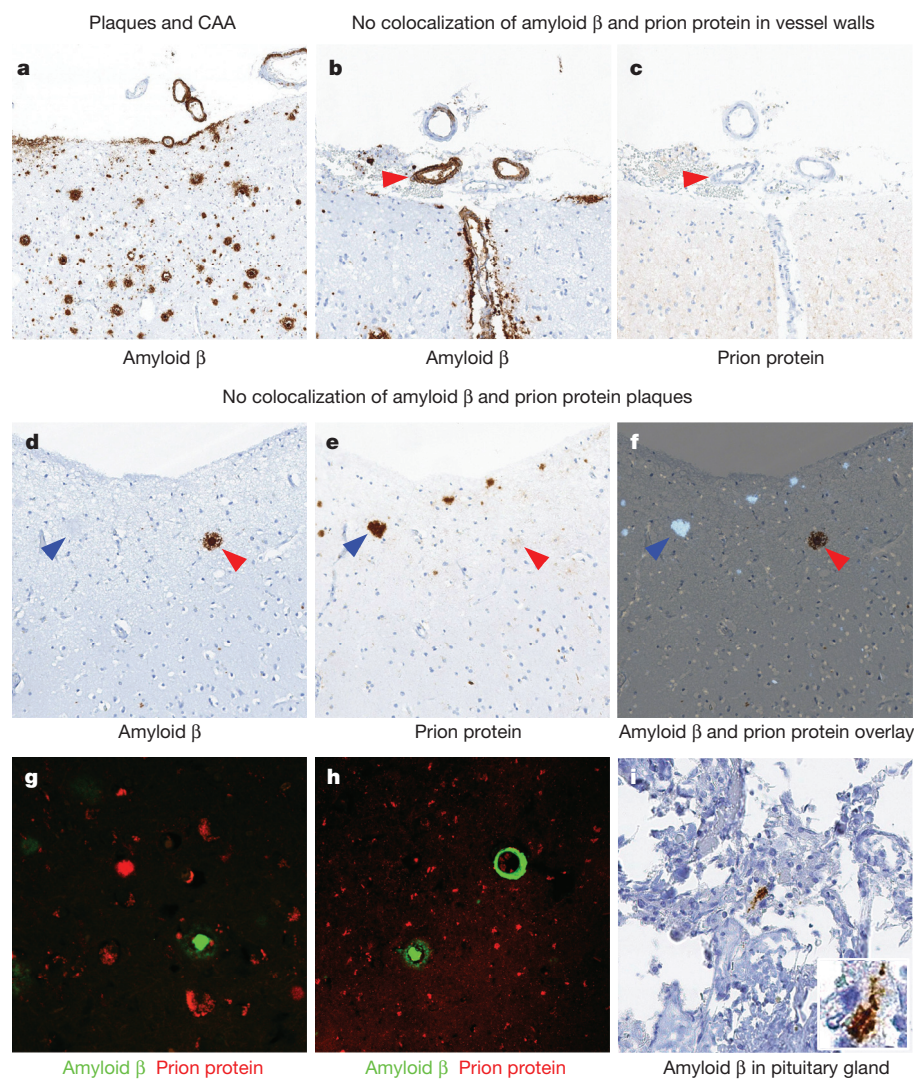 Plaques and CAA
No colocalization of amyloid β and prion protein in vessel walls
a
b
c
Amyloid β
Amyloid β
Prion protein
No colocalization of amyloid β and prion protein plaques
d
e
f
Amyloid β
Prion protein
Amyloid β and prion protein overlay
g
h
i
Amyloid β Prion protein
Amyloid β Prion protein
Amyloid β in pituitary gland